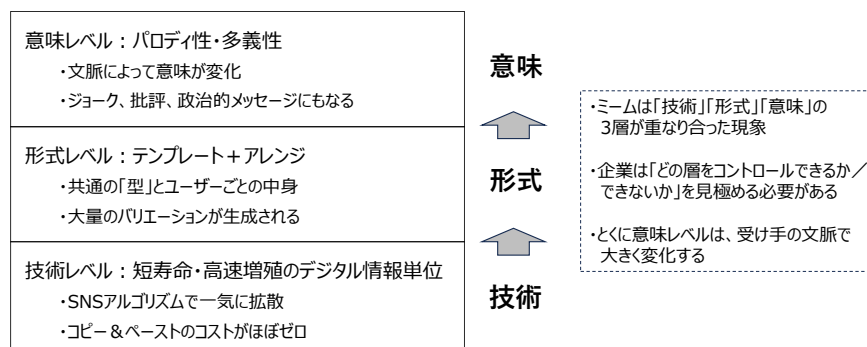 意味レベル：パロディ性・多義性
・文脈によって意味が変化
・ジョーク、批評、政治的メッセージにもなる
形式レベル：テンプレート＋アレンジ
・共通の「型」とユーザーごとの中身
・大量のバリエーションが生成される
技術レベル：短寿命・高速増殖のデジタル情報単位
・SNSアルゴリズムで一気に拡散
・コピー＆ペーストのコストがほぼゼロ
意味
形式
技術
・ミームは「技術」「形式」「意味」の
3層が重なり合った現象
・企業は「どの層をコントロールできるか／
できないか」を見極める必要がある
・とくに意味レベルは、受け手の文脈で
大きく変化する